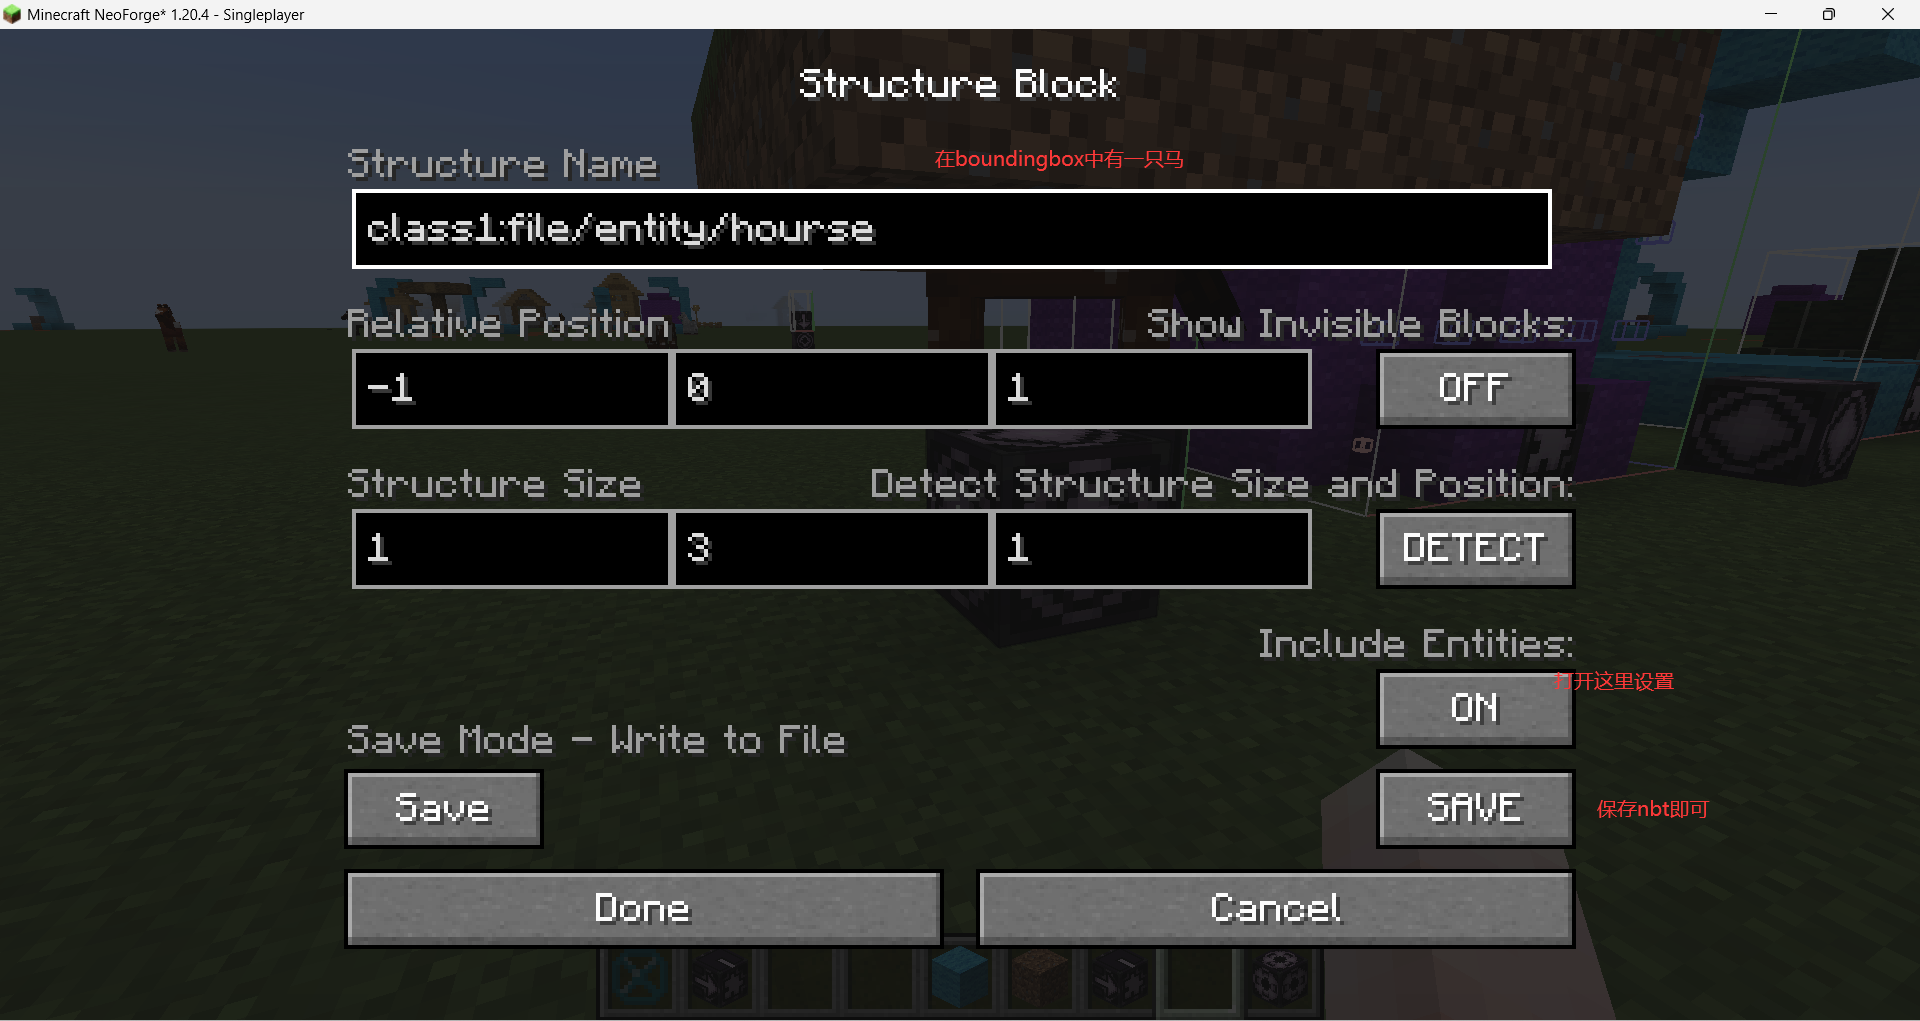 Minecraft NeoForge* 1.20.4 - Singleplayer
Structure Block
Structure Name
在boundingbox中有一只马
class1:file/entity/hourse
Relative Position
Show Invisible Blocks:
-1
0
1
OFF
Structure Size
Detect Structure Size and Position:
1
3
1
DETECT
Include Entities:
打开这里设置
ON
Save Mode - Write to File
Save
SAVE
保存nbt即可
Done
Cancel